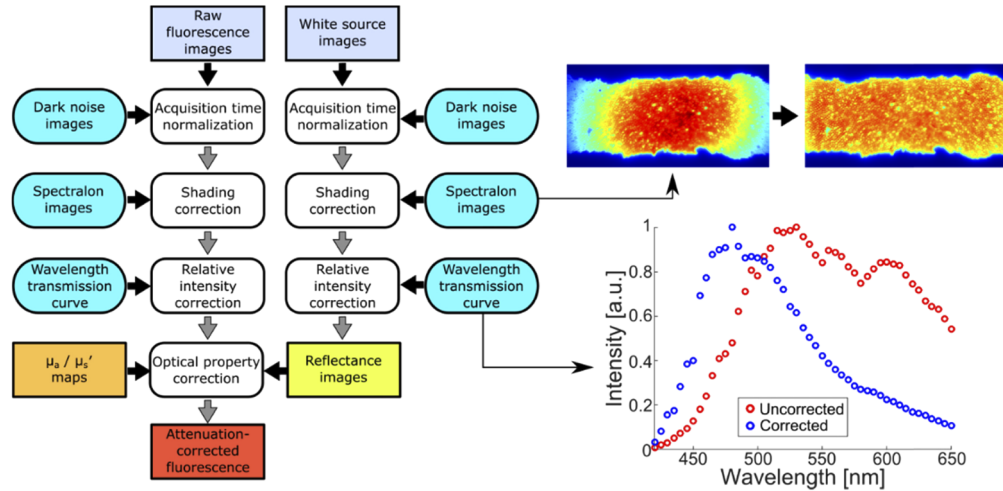 Raw
fluorescence
images
White source
images
Dark noise
images
Acquisition time
normalization
Acquisition time
normalization
Dark noise
images
Spectralon
images
Shading
correction
Shading
correction
Spectralon
images
Wavelength
transmission
curve
Relative
intensity
correction
Relative
intensity
correction
Wavelength
transmission
curve
μa / μs'
maps
Optical property
correction
Reflectance
images
Attenuation-
corrected
fluorescence
1
0.8
0.6
0.4
0.2
0
Intensity [a.u.]
Uncorrected
Corrected
450
500
550
600
650
Wavelength [nm]